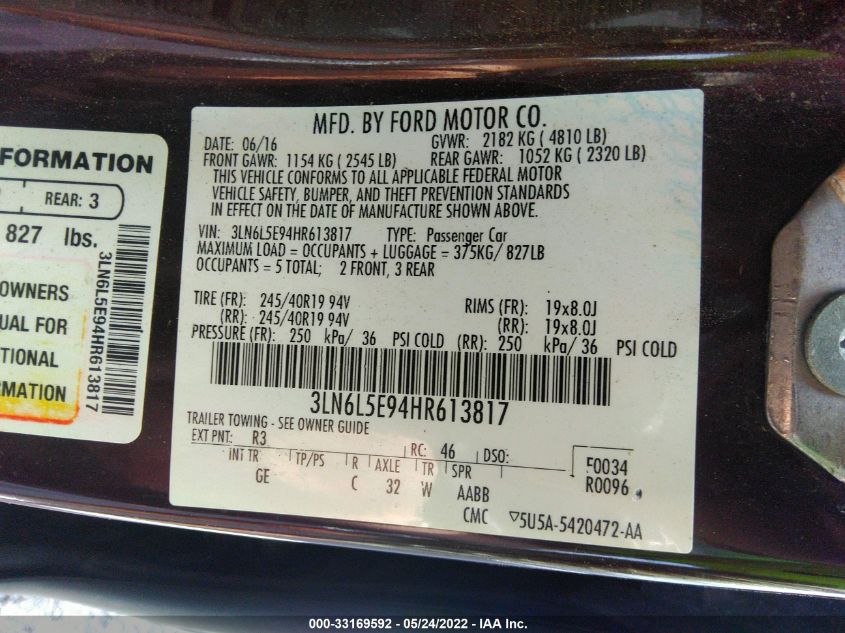 FORMATION
REAR: 3
827 lbs.
OWNERS
UAL FOR
TIONAL
MATION
3LN6L5E94HR613817
MFD. BY FORD MOTOR CO.
DATE: 06/16 GVWR: 2182 KG ( 4810 LB)
FRONT GAWR: 1154 KG ( 2545 LB) REAR GAWR: 1052 KG ( 2320 LB)
THIS VEHICLE CONFORMS TO ALL APPLICABLE FEDERAL MOTOR
VEHICLE SAFETY, BUMPER, AND THEFT PREVENTION STANDARDS
IN EFFECT ON THE DATE OF MANUFACTURE SHOWN ABOVE.
VIN: 3LN6L5E94HR613817 TYPE: Passenger Car
MAXIMUM LOAD = OCCUPANTS + LUGGAGE = 375KG/ 827LB
OCCUPANTS = 5 TOTAL; 2 FRONT, 3 REAR
TIRE (FR): 245/40R19 94V RIMS (FR): 19x8.0J
(RR): 245/40R19 94V (RR): 19x8.0J
PRESSURE (FR): 250 kPa/ 36 PSI COLD (RR): 250 kPa/ 36 PSI COLD
3LN6L5E94HR613817
TRAILER TOWING - SEE OWNER GUIDE
EXT PNT: R3 RC: 46 DSO:
INT TR TP/PS R AXLE TR SPR F0034
GE C 32 W AABB R0096
CMC ▽5U5A-5420472-AA
000-33169592 - 05/24/2022 - IAA Inc.